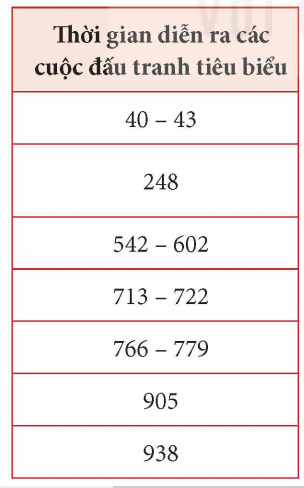 Thời gian diễn ra các
cuộc đấu tranh tiêu biểu
40 – 43
248
542 – 602
713 – 722
766 – 779
905
938